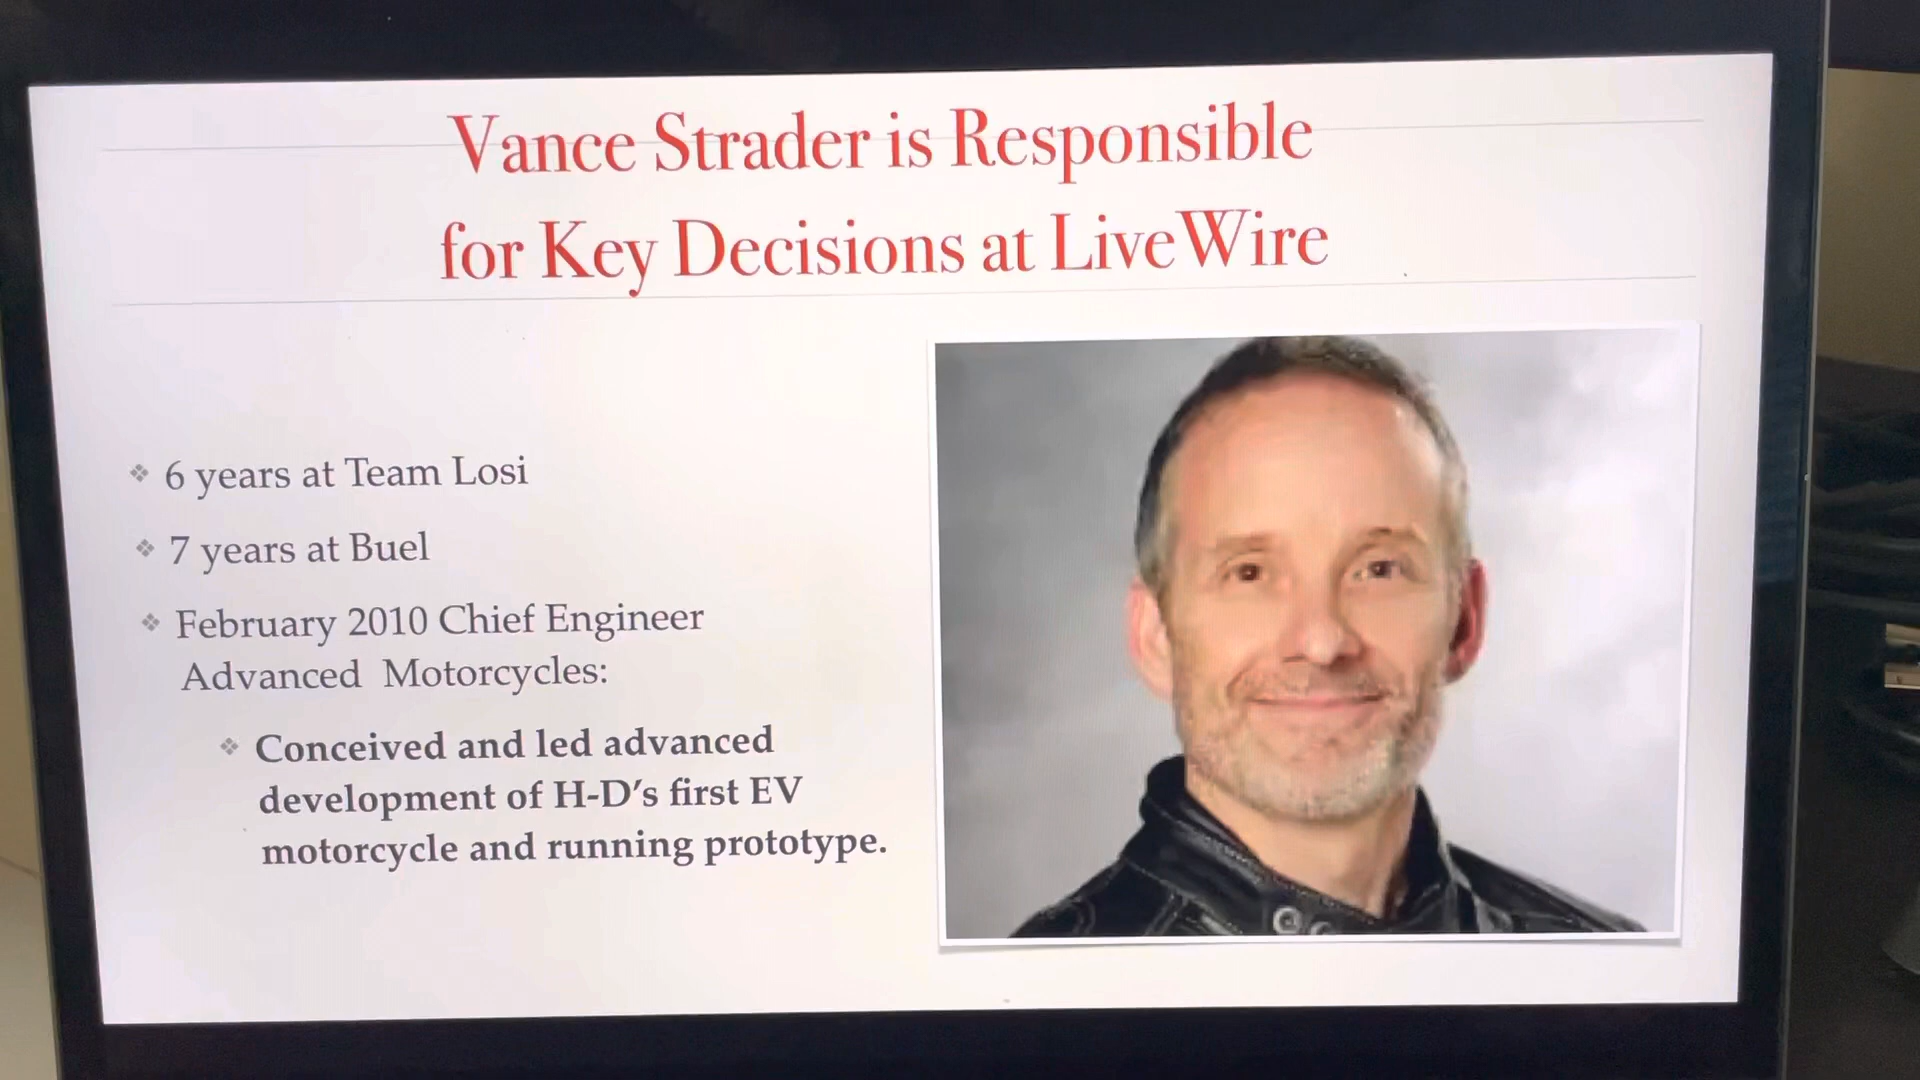 Vance Strader is Responsible
for Key Decisions at LiveWire
6 years at Team Losi
7 years at Buel
February 2010 Chief Engineer
Advanced Motorcycles:
Conceived and led advanced
development of H-D's first EV
motorcycle and running prototype.